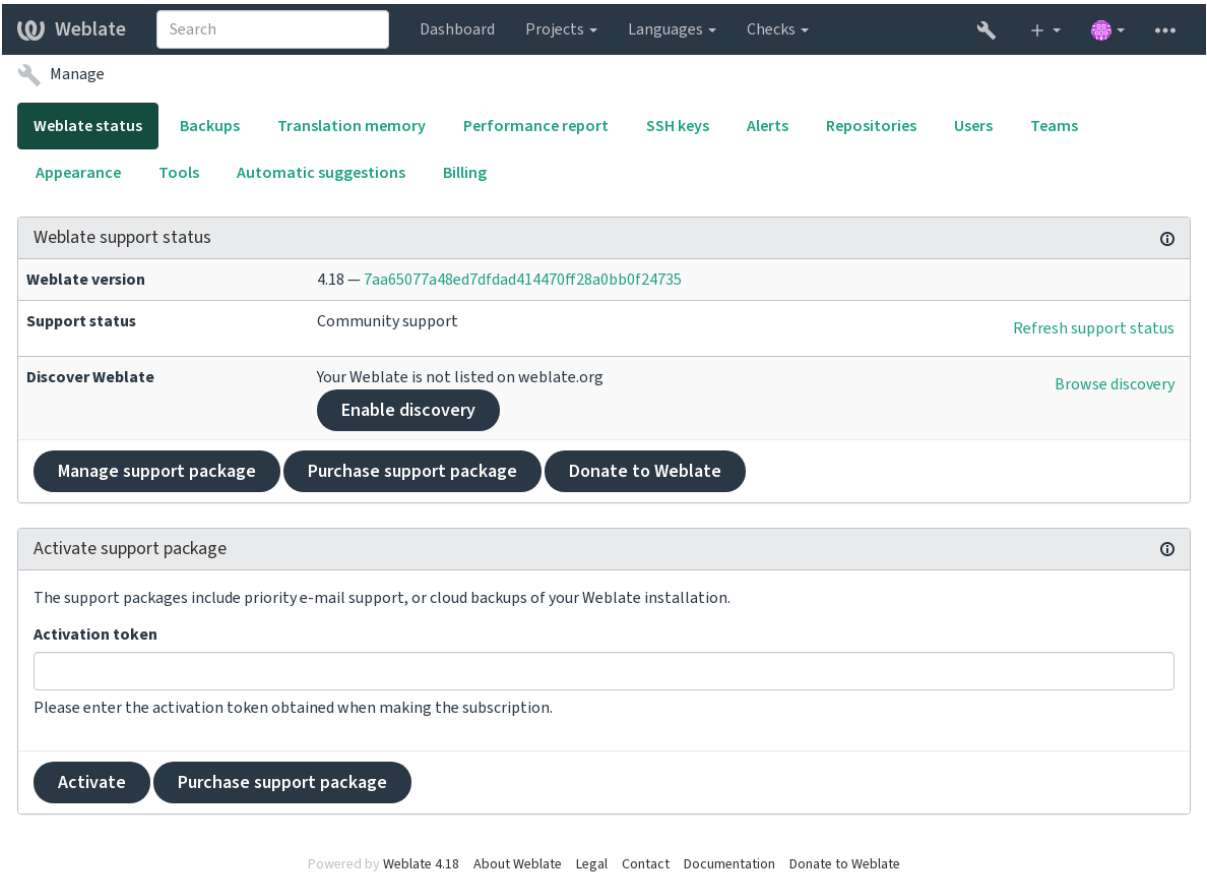 Weblate Search Dashboard Projects Languages Checks
Manage
Weblate status Backups Translation memory Performance report SSH keys Alerts Repositories Users Teams
Appearance Tools Automatic suggestions Billing
Weblate support status
Weblate version 4.18 — 7aa65077a48ed7dfdad414470ff28a0bb0f24735
Support status Community support Refresh support status
Discover Weblate Your Weblate is not listed on weblate.org Browse discovery
Enable discovery
Manage support package Purchase support package Donate to Weblate
Activate support package
The support packages include priority e-mail support, or cloud backups of your Weblate installation.
Activation token
Please enter the activation token obtained when making the subscription.
Activate Purchase support package
Powered by Weblate 4.18 About Weblate Legal Contact Documentation Donate to Weblate